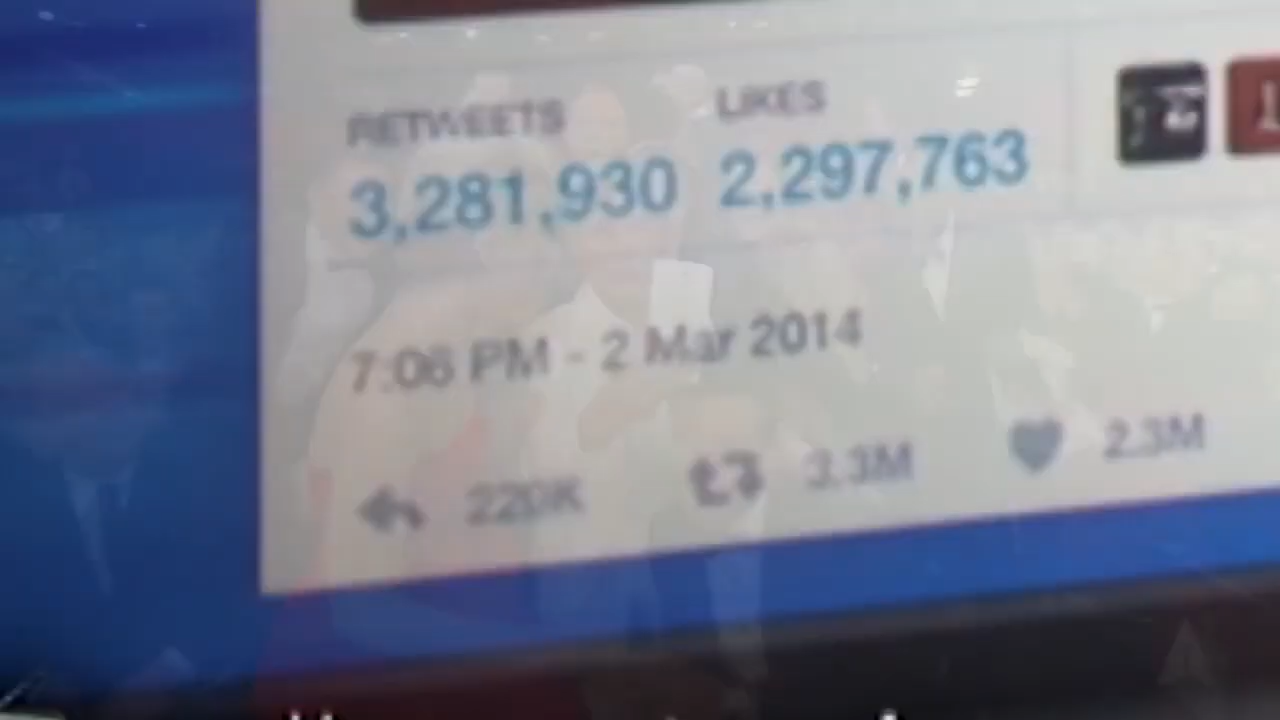 RETWEETS LIKES
3,281,930 2,297,763
7:06 PM - 2 Mar 2014
220K 3.3M 2.3M